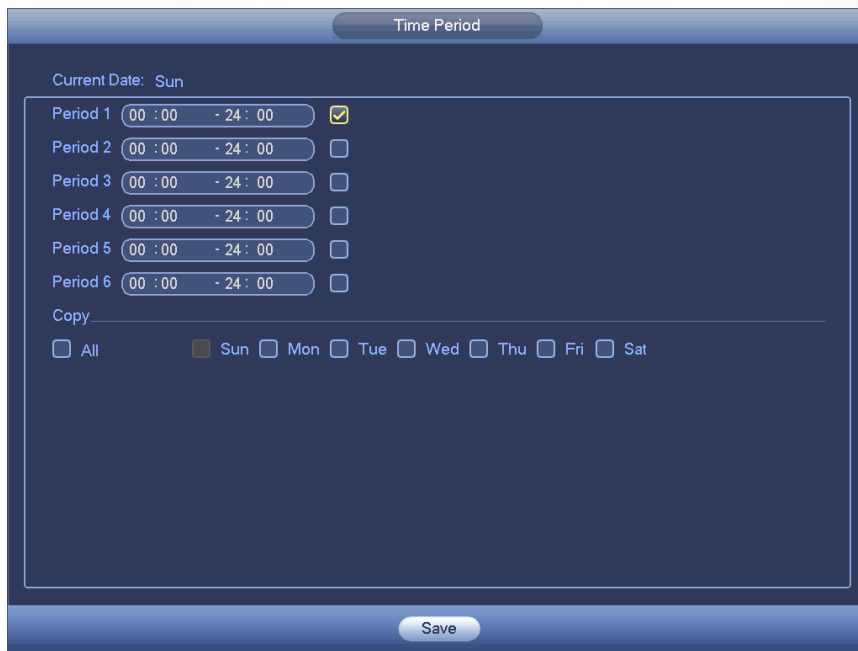 Time Period
Current Date: Sun
Period 1 00 :00 - 24 : 00
Period 2 00 :00 - 24 : 00
Period 3 00 :00 - 24 : 00
Period 4 00 :00 - 24 : 00
Period 5 00 :00 - 24 : 00
Period 6 00 :00 - 24 : 00
Copy
All Sun Mon Tue Wed Thu Fri Sat
Save